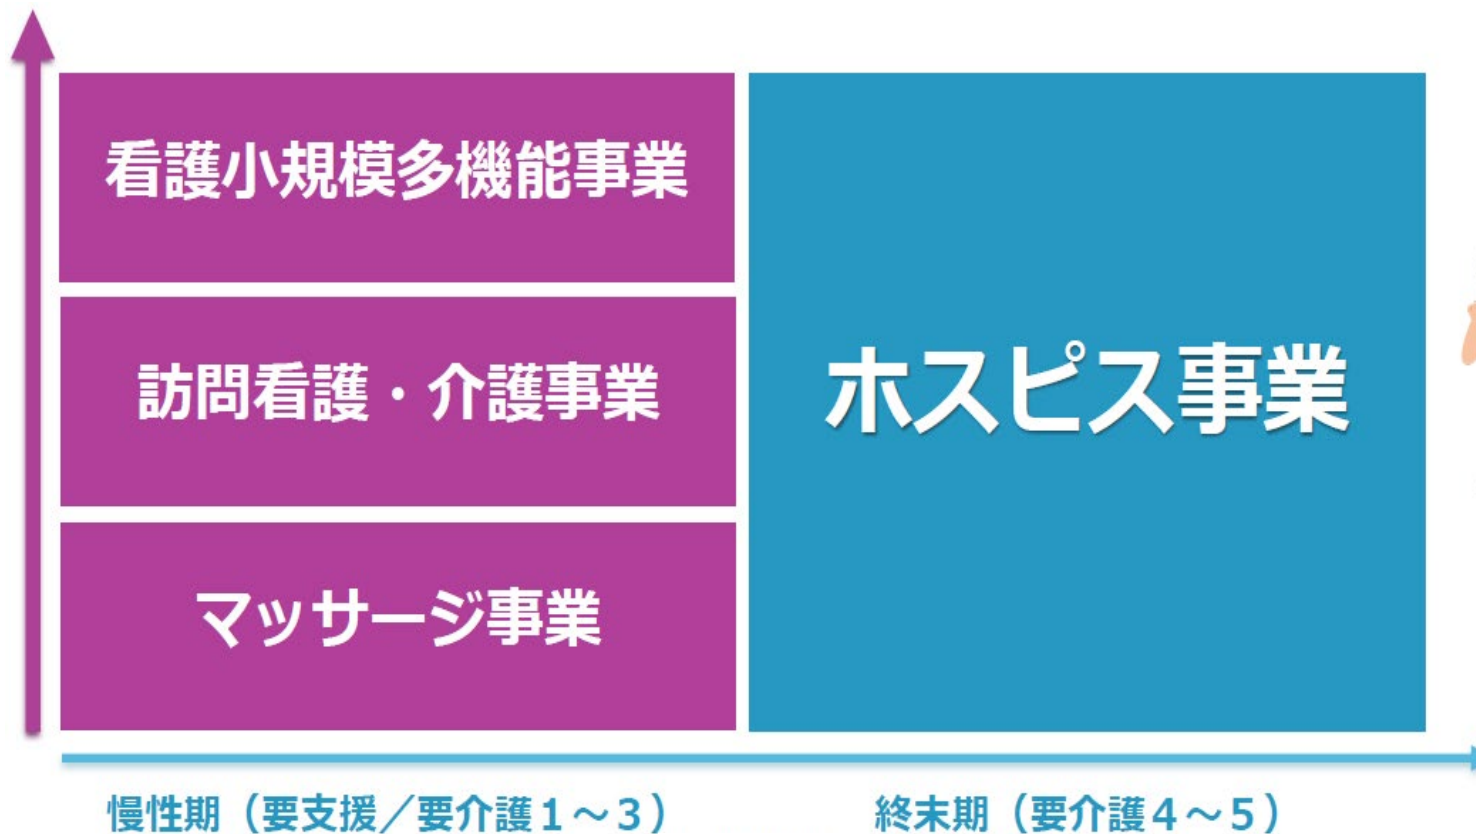 看護小規模多機能事業
訪問看護・介護事業
マッサージ事業
ホスピス事業
慢性期（要支援／要介護１～３）
終末期（要介護４～５）